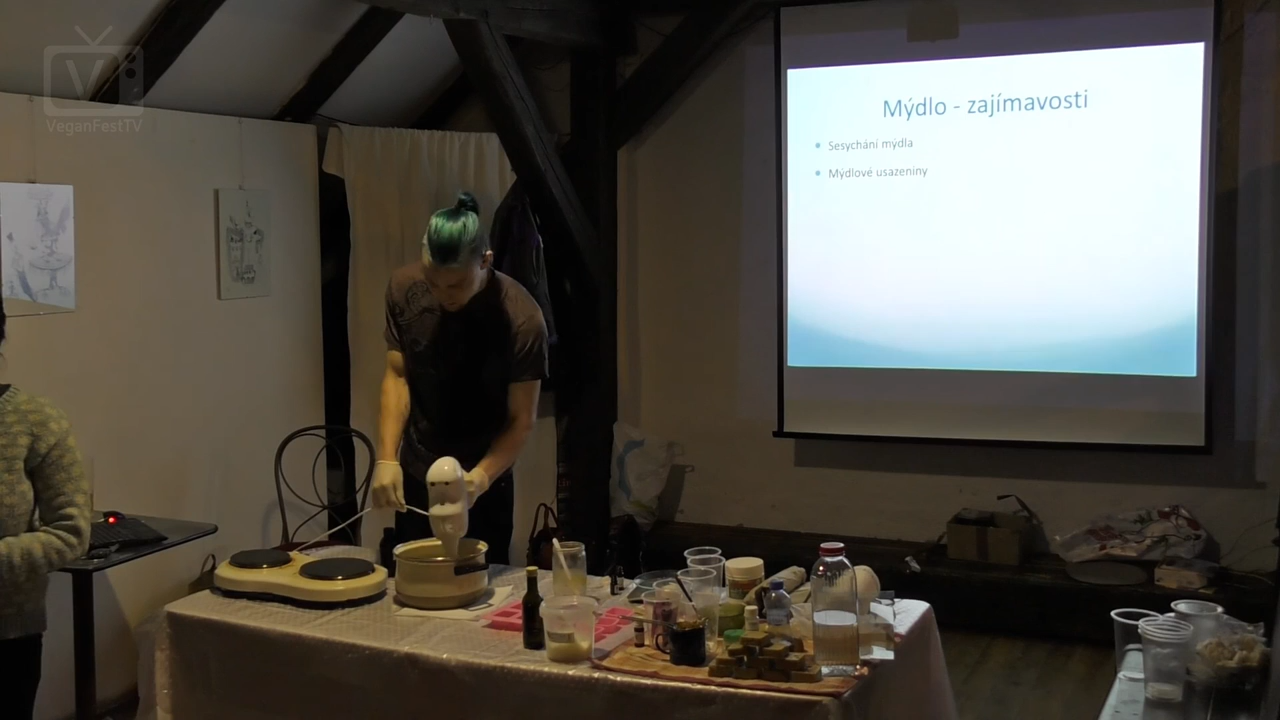 V
VeganFestTV
Mýdlo - zajímavosti
Sesychání mýdla
Mýdlové usazeniny